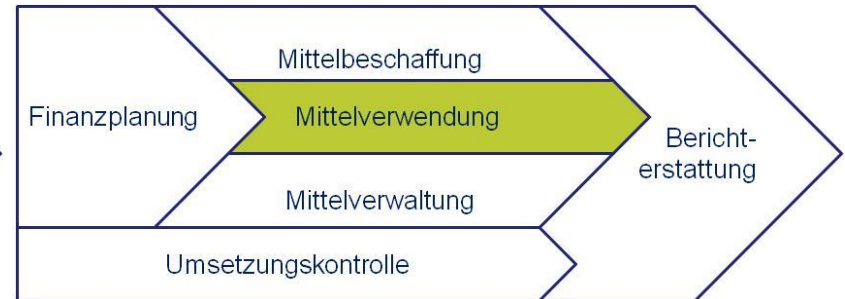 Mittelbeschaffung
Finanzplanung
Mittelverwendung
Bericht-
erstattung
Mittelverwaltung
Umsetzungskontrolle